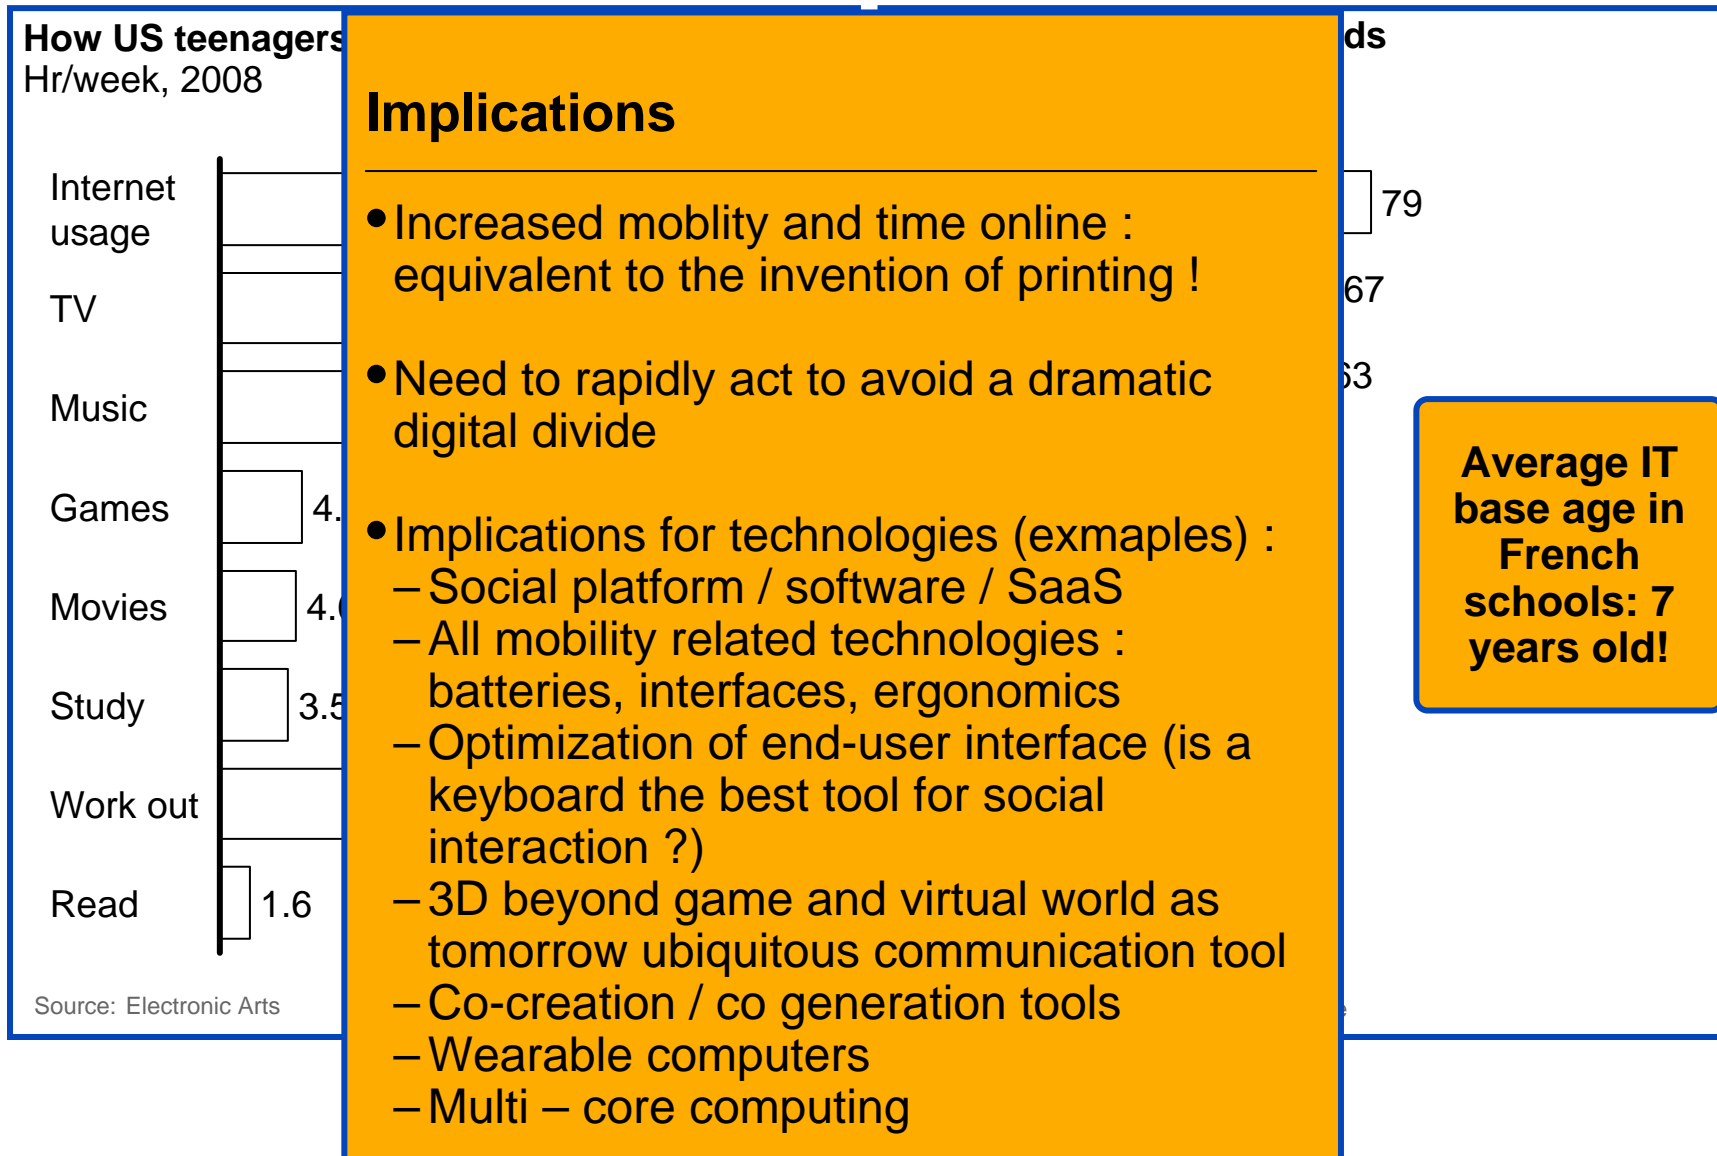 How US teenagers
Hr/week, 2008
Internet
usage
TV
Music
Games
4.
Movies
4.
Study
3.5
Work out
Read
1.6
Source: Electronic Arts
Implications
•Increased moblity and time online :
equivalent to the invention of printing !
•Need to rapidly act to avoid a dramatic
digital divide
•Implications for technologies (exmaples) :
–Social platform / software / SaaS
–All mobility related technologies :
batteries, interfaces, ergonomics
–Optimization of end-user interface (is a
keyboard the best tool for social
interaction ?)
–3D beyond game and virtual world as
tomorrow ubiquitous communication tool
–Co-creation / co generation tools
–Wearable computers
–Multi – core computing
ds
79
67
63
Average IT
base age in
French
schools: 7
years old!